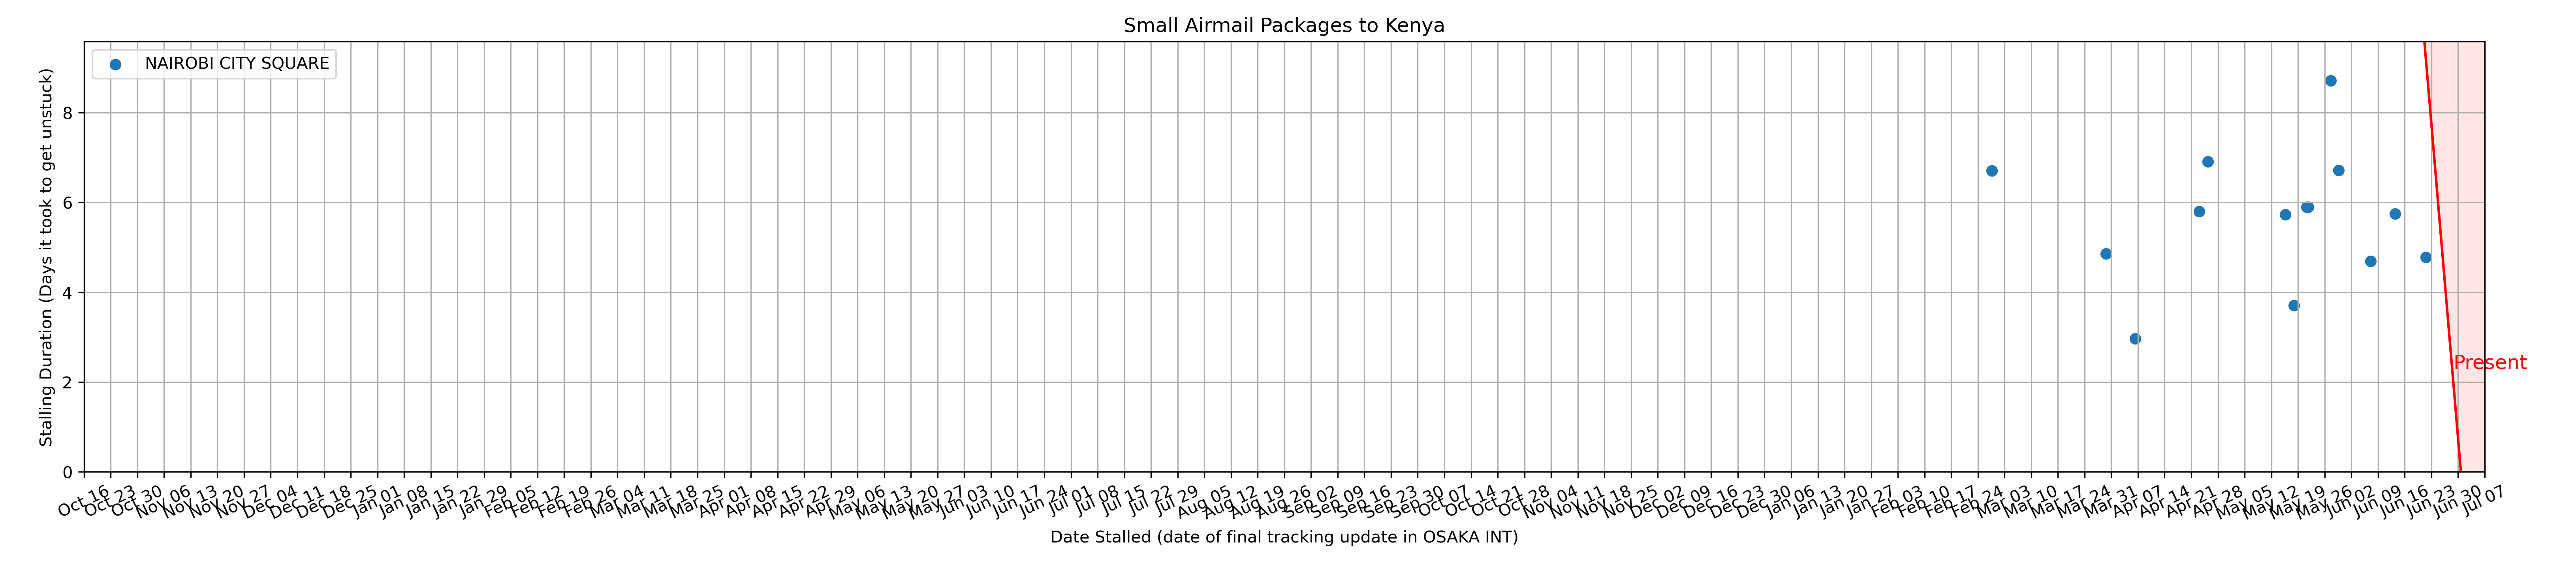 Small Airmail Packages to Kenya
NAIROBI CITY SQUARE
Stalling Duration (Days it took to get unstuck)
8
6
4
2
0
Present
Oct 16 Oct 23 Oct 30 Nov 06 Nov 13 Nov 20 Nov 27 Dec 04 Dec 11 Dec 18 Dec 25 Jan 01 Jan 08 Jan 15 Jan 22 Jan 29 Feb 05 Feb 12 Feb 19 Feb 26 Mar 04 Mar 11 Mar 18 Mar 25 Apr 01 Apr 08 Apr 15 Apr 22 Apr 29 May 06 May 13 May 20 May 27 Jun 03 Jun 10 Jun 17 Jun 24 Jul 01 Jul 08 Jul 15 Jul 22 Jul 29 Aug 05 Aug 12 Aug 19 Aug 26 Sep 02 Sep 09 Sep 16 Sep 23 Sep 30 Oct 07 Oct 14 Oct 21 Oct 28 Nov 04 Nov 11 Nov 18 Nov 25 Dec 02 Dec 09 Dec 16 Dec 23 Dec 30 Jan 06 Jan 13 Jan 20 Jan 27 Feb 03 Feb 10 Feb 17 Feb 24 Mar 03 Mar 10 Mar 17 Mar 24 Mar 31 Apr 07 Apr 14 Apr 21 Apr 28 May 05 May 12 May 19 May 26 Jun 02 Jun 09 Jun 16 Jun 23 Jun 30 Jul 07
Date Stalled (date of final tracking update in OSAKA INT)